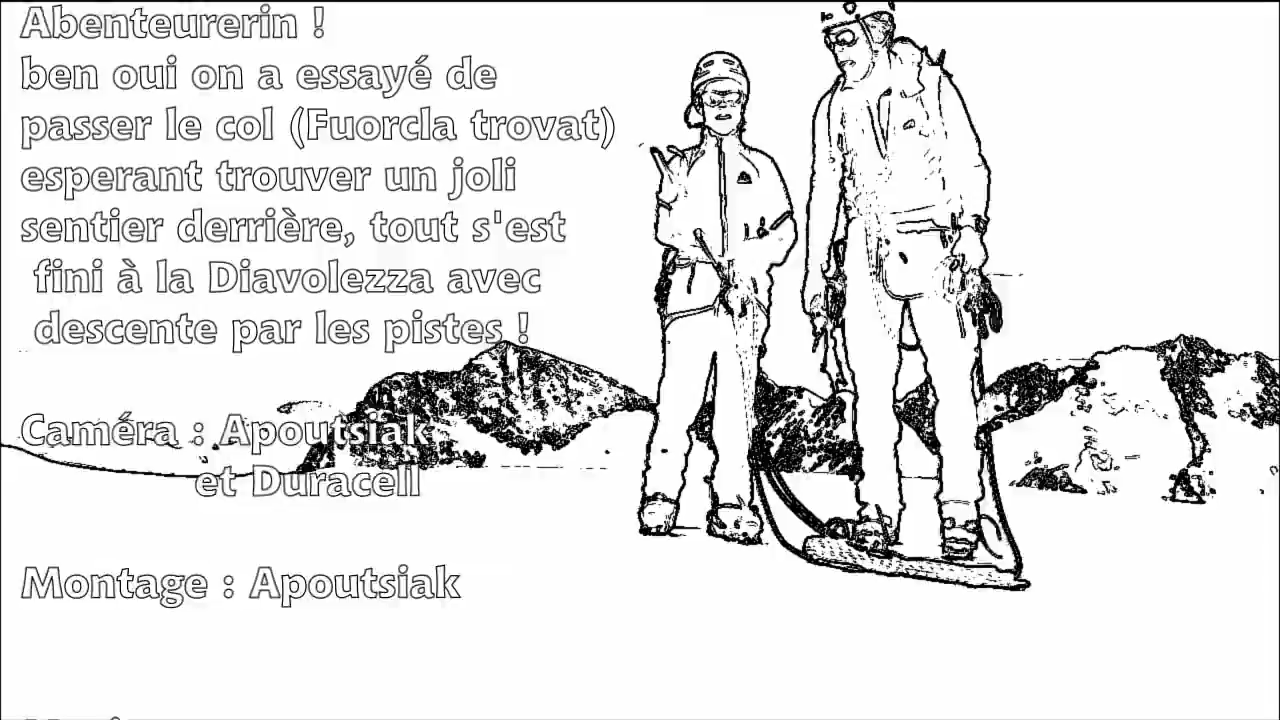 Abenteurerin !
ben oui on a essayé de
passer le col (Fuorcla trovat)
esperant trouver un joli
sentier derrière, tout s'est
fini à la Diavolezza avec
descente par les pistes !
Caméra : Apoutsiak
et Duracell
Montage : Apoutsiak